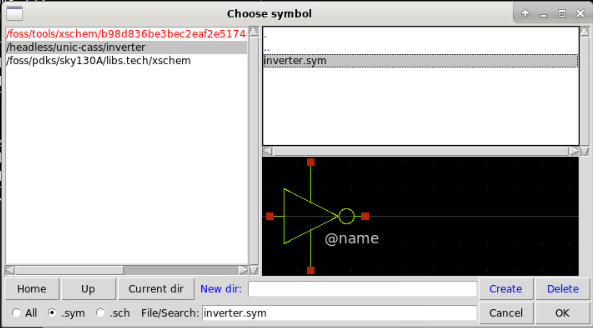 Choose symbol
/foss/tools/xschem/b98d836be3bec2eaf2e5174
/headless/unic-cass/inverter
/foss/pdks/sky130A/libs.tech/xschem
.
..
inverter.sym
@name
Home Up Current dir New dir: Create Delete
All .sym .sch File/Search: inverter.sym Cancel OK